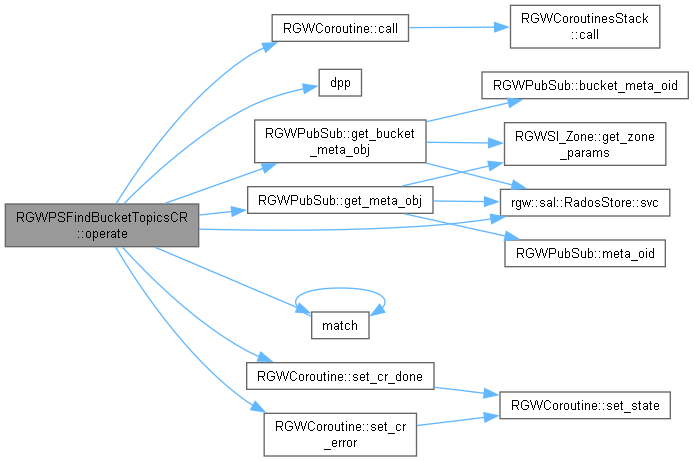 RGWCoroutine::call
RGWCoroutinesStack
::call
dpp
RGWPubSub::bucket_meta_oid
RGWPubSub::get_bucket
_meta_obj
RGWSI_Zone::get_zone
_params
RGWPubSub::get_meta_obj
rgw::sal::RadosStore::svc
RGWPSFindBucketTopicsCR
::operate
RGWPubSub::meta_oid
match
RGWCoroutine::set_cr_done
RGWCoroutine::set_state
RGWCoroutine::set_cr
_error